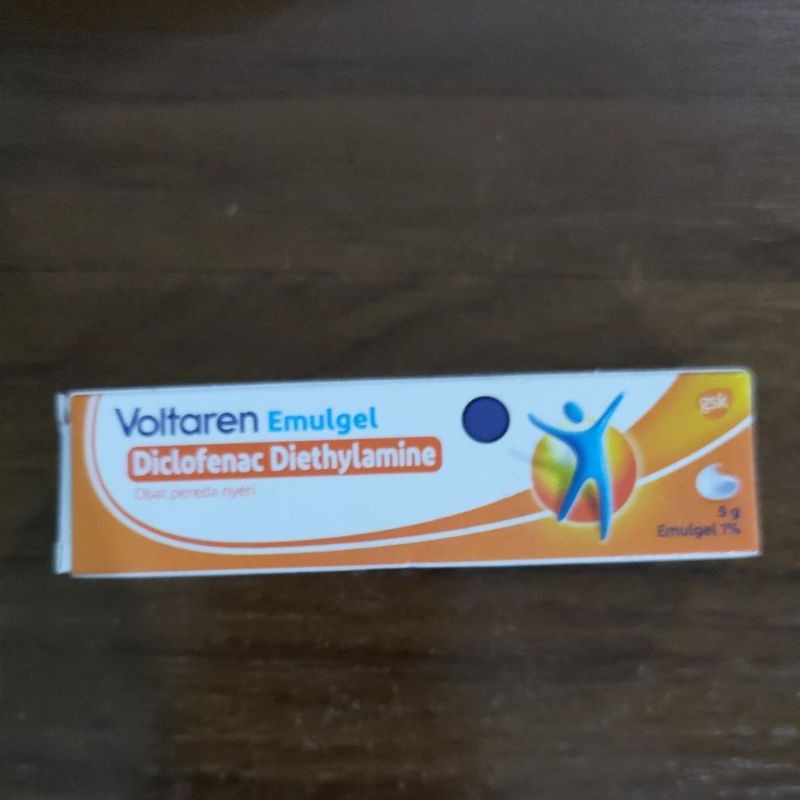 Voltaren Emulgel
Diclofenac Diethylamine
Obat pereda nyeri
gsk
5 g
Emulgel 1%